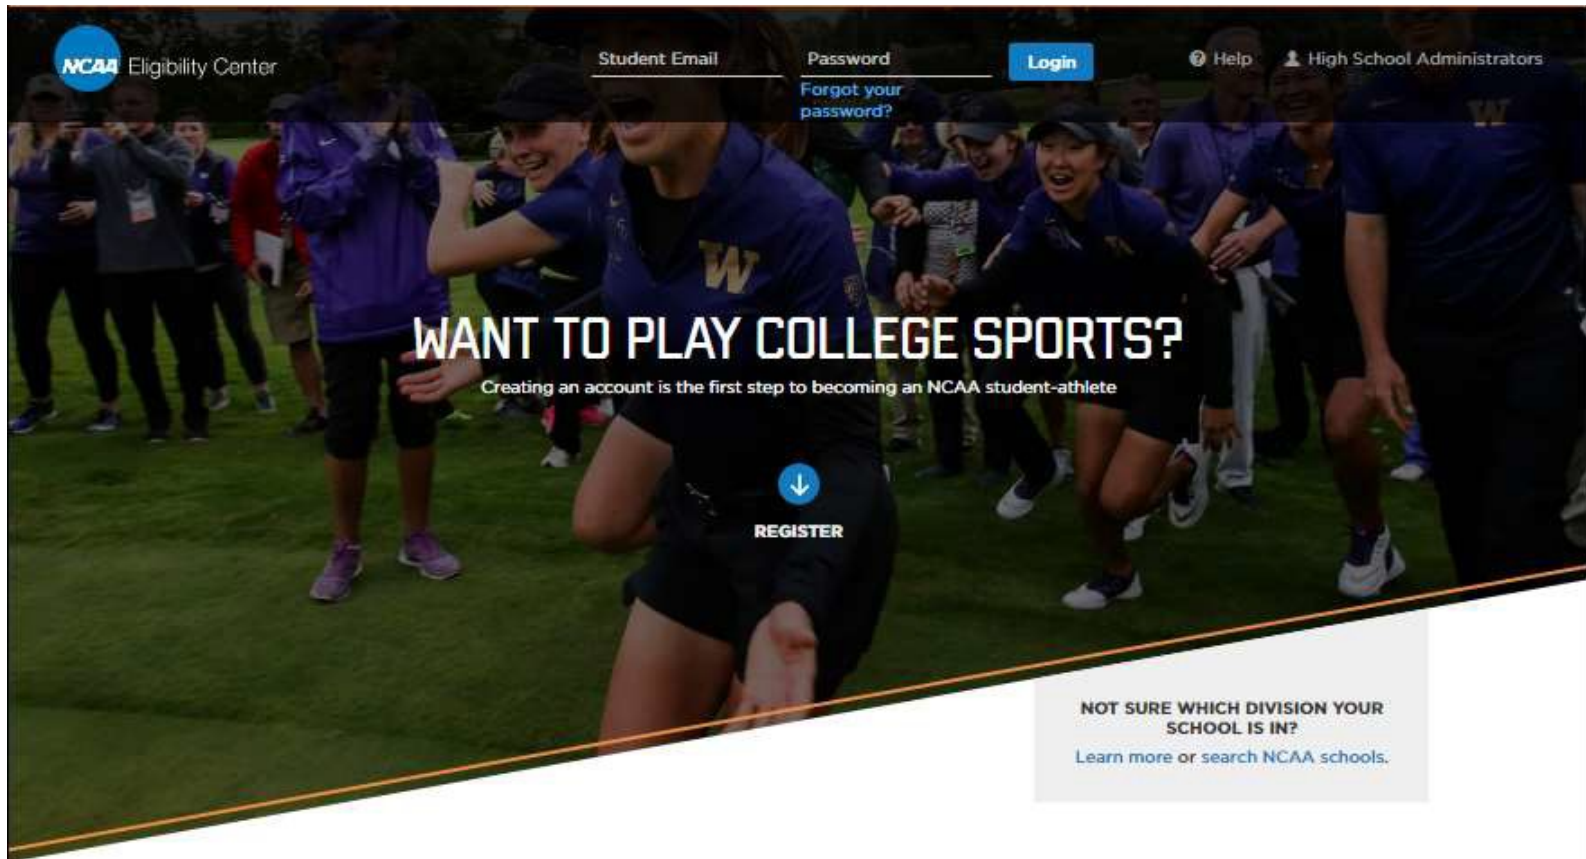 NCAA Eligibility Center
Student Email
Password
Login
Help
High School Administrators
Forgot your
password?
W
W
WANT TO PLAY COLLEGE SPORTS?
Creating an account is the first step to becoming an NCAA student-athlete
REGISTER
NOT SURE WHICH DIVISION YOUR
SCHOOL IS IN?
Learn more or search NCAA schools.